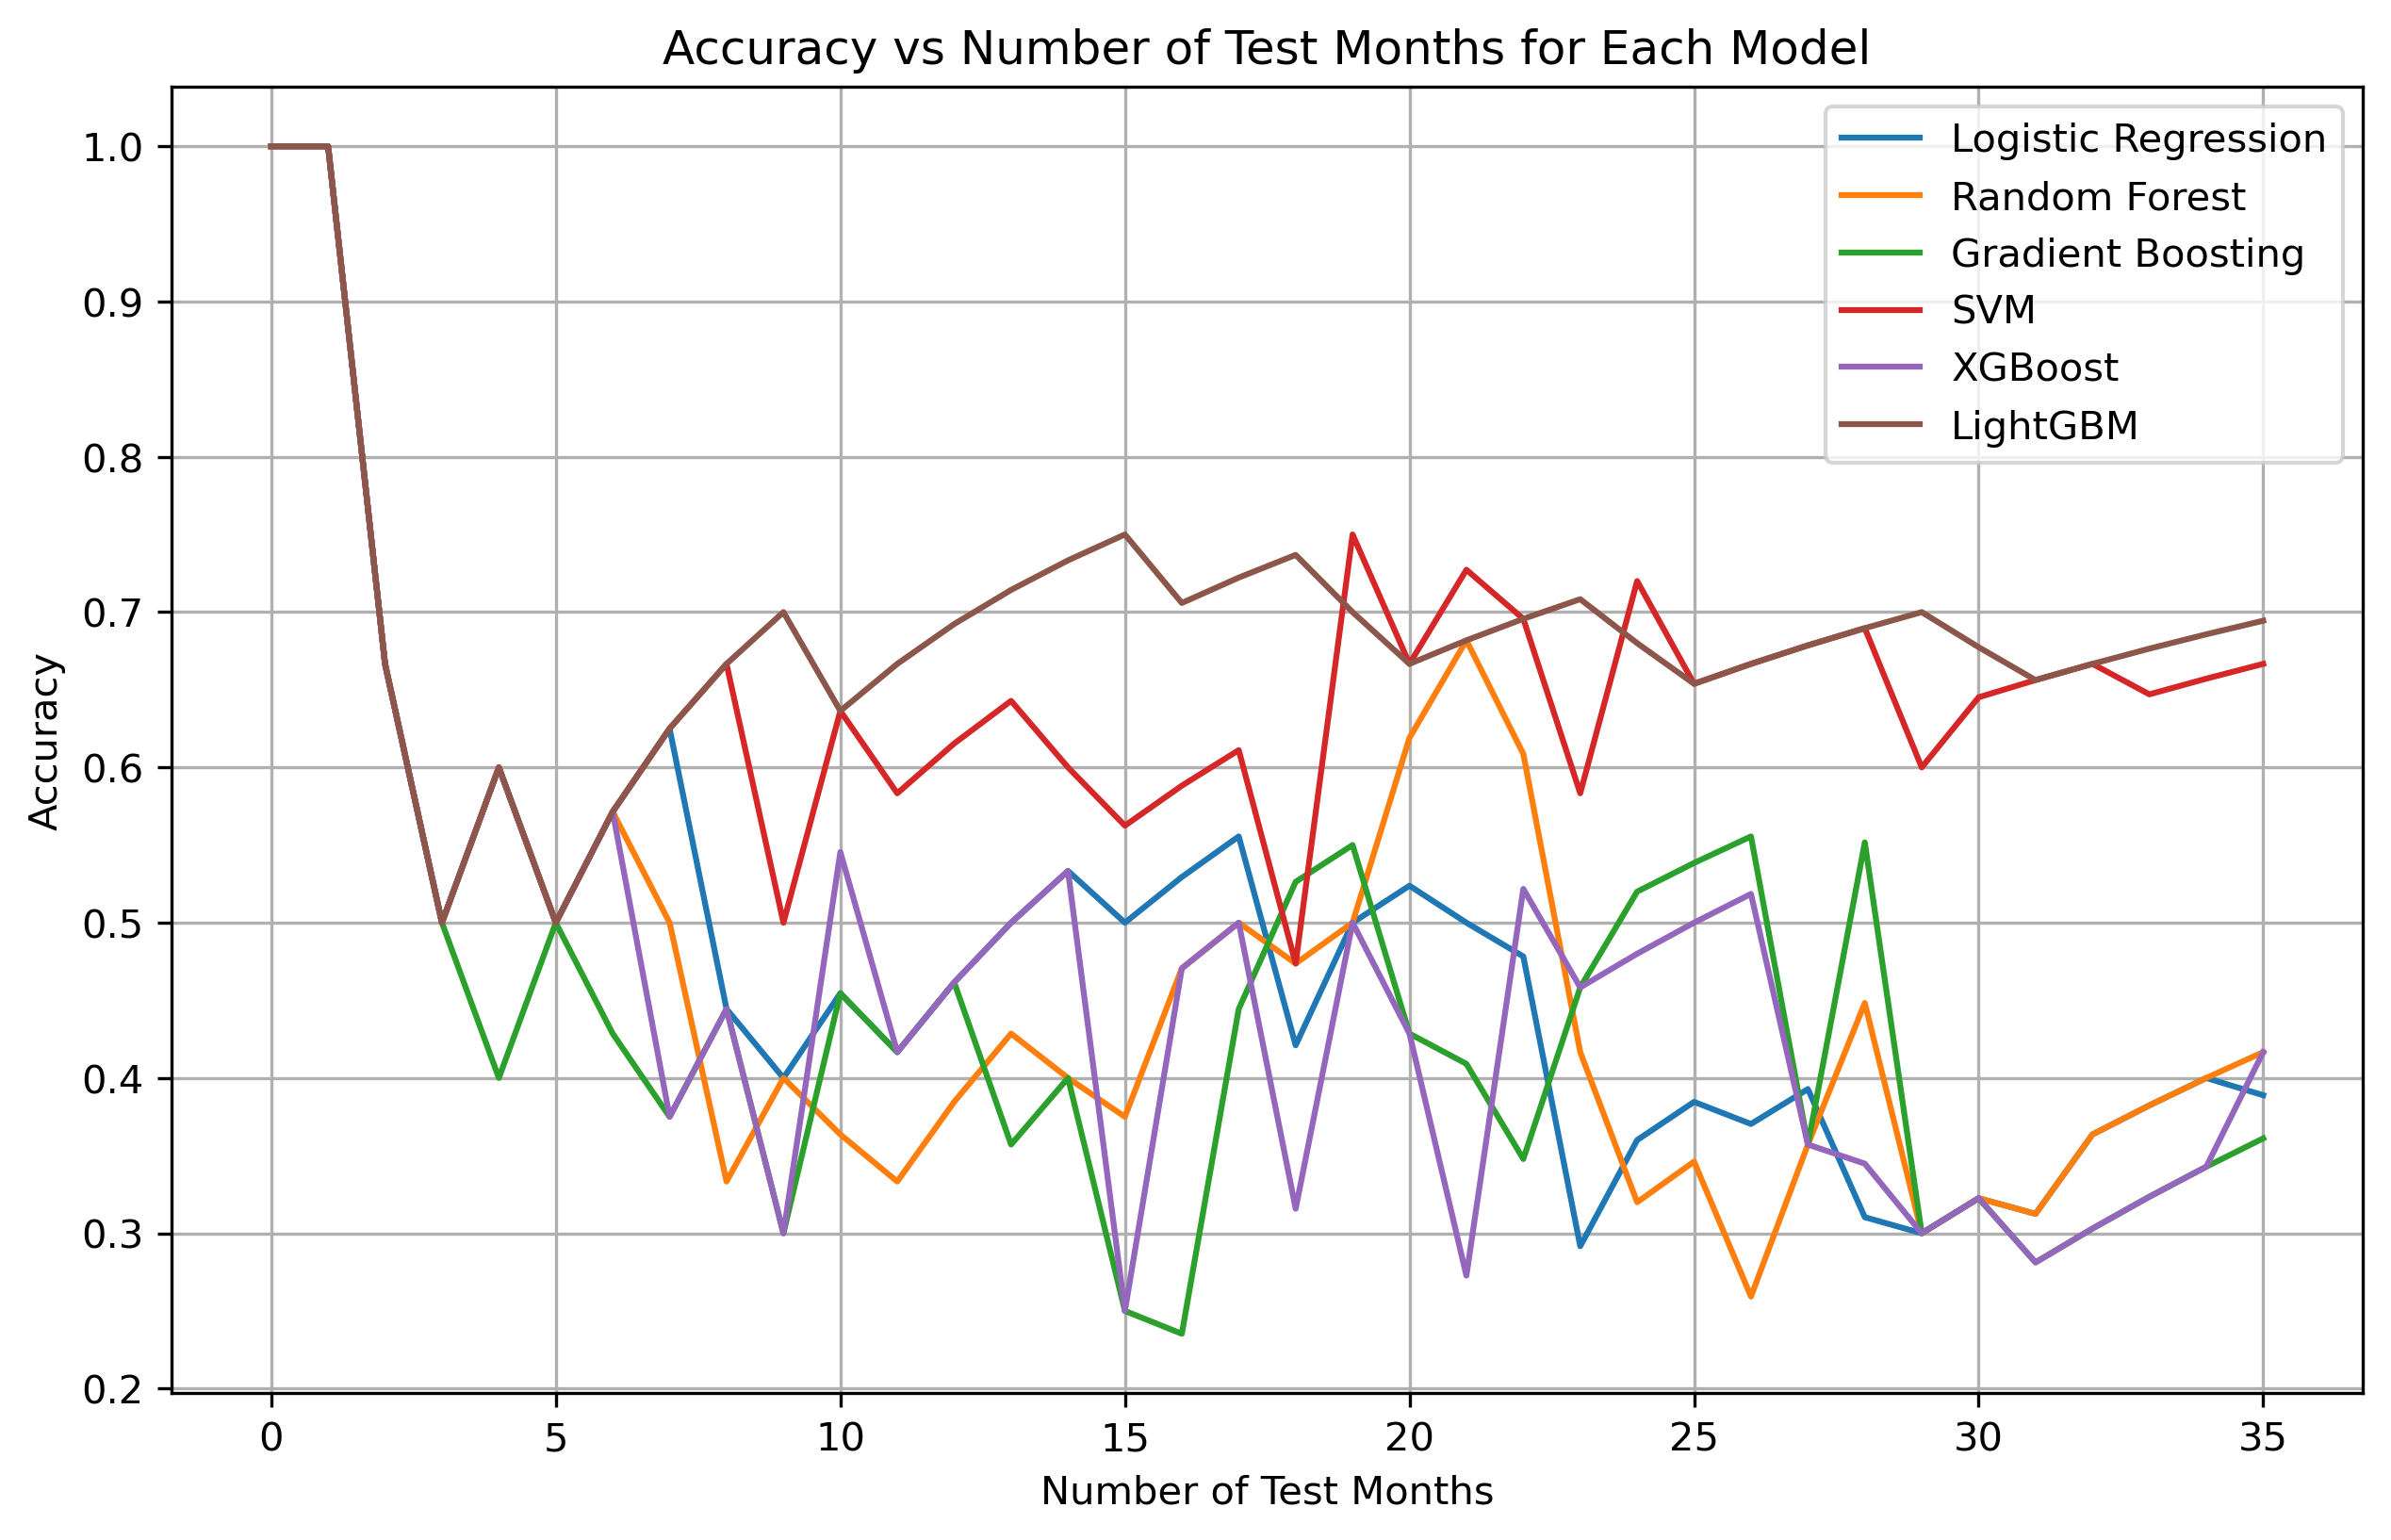 Accuracy vs Number of Test Months for Each Model
1.0
0.9
0.8
0.7
0.6
0.5
0.4
0.3
0.2
Accuracy
Logistic Regression
Random Forest
Gradient Boosting
SVM
XGBoost
LightGBM
0 5 10 15 20 25 30 35
Number of Test Months